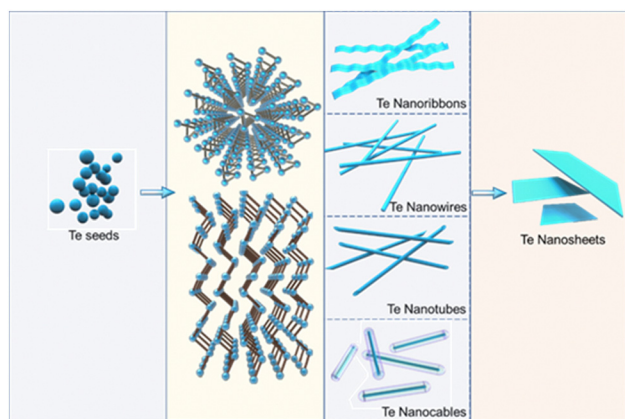 Te seeds
Te Nanoribbons
Te Nanowires
Te Nanotubes
Te Nanocables
Te Nanosheets